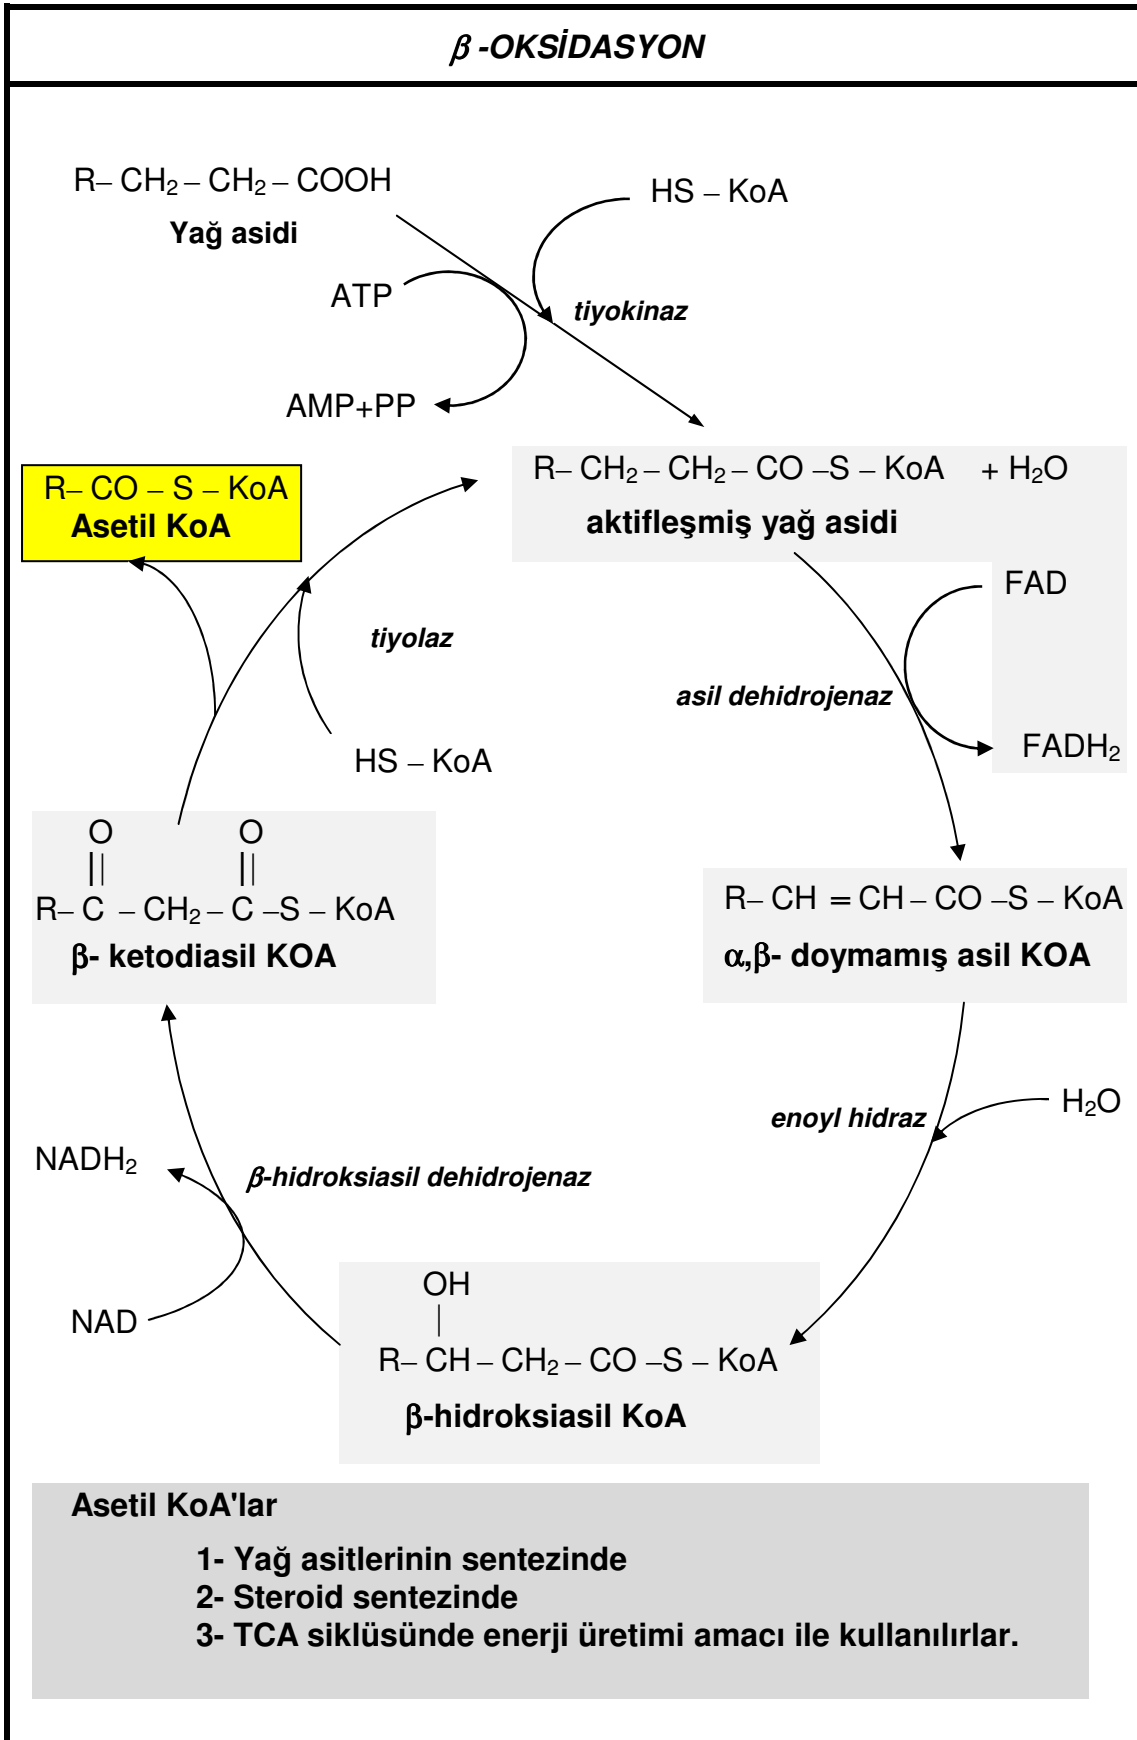 β -OKSİDASYON
R– CH₂ – CH₂ – COOH
HS – KoA
Yağ asidi
ATP
tiyokinaz
AMP+PP
R– CH₂ – CH₂ – CO –S – KoA + H₂O
aktifleşmiş yağ asidi
R– CO – S – KoA
Asetil KoA
FAD
tiyolaz
asil dehidrojenaz
FADH₂
HS – KoA
O O
|| ||
R– C – CH₂ – C –S – KoA
β- ketodiasil KOA
R– CH = CH – CO –S – KoA
α,β- doymamış asil KOA
H₂O
enoyl hidraz
NADH₂
β-hidroksiasil dehidrojenaz
NAD
OH
|
R– CH – CH₂ – CO –S – KoA
β-hidroksiasil KoA
Asetil KoA'lar
1- Yağ asitlerinin sentezinde
2- Steroid sentezinde
3- TCA siklüsünde enerji üretimi amacı ile kullanılırlar.